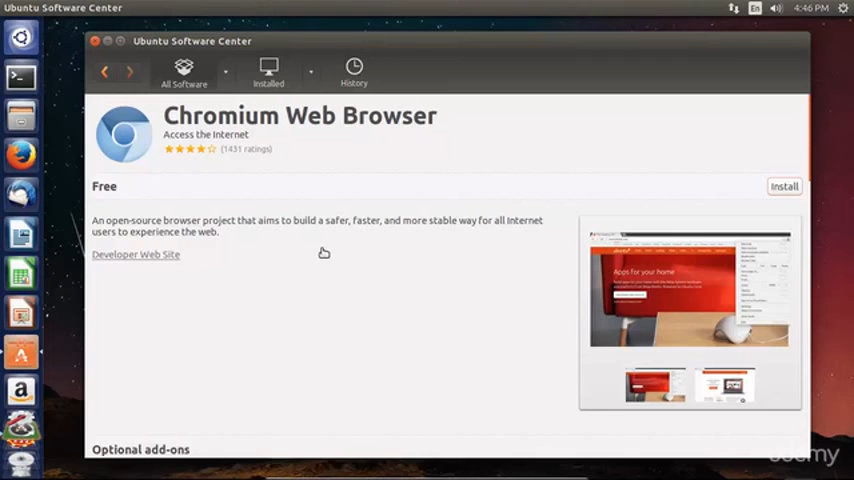 Ubuntu Software Center
En
4:46 PM
Ubuntu Software Center
All Software
Installed
History
Chromium Web Browser
Access the Internet
(1431 ratings)
Free
Install
An open-source browser project that aims to build a safer, faster, and more stable way for all Internet
users to experience the web.
Developer Web Site
Apps for your home
Optional add-ons
udemy